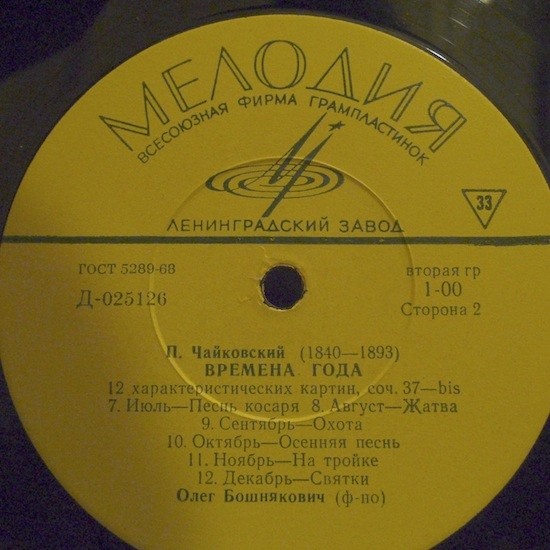 МЕЛОДИЯ
ВСЕСОЮЗНАЯ ФИРМА ГРАМПЛАСТИНОК
ЛЕНИНГРАДСКИЙ ЗАВОД
33
ГОСТ 5289-68
вторая гр
Д-025126
1-00
Сторона 2
П. Чайковский (1840—1893)
ВРЕМЕНА ГОДА
12 характеристических картин, соч. 37—bis
7. Июль—Песнь косаря 8. Август—Жатва
9. Сентябрь—Охота
10. Октябрь—Осенняя песнь
11. Ноябрь—На тройке
12. Декабрь—Святки
Олег Бошнякович (ф-но)